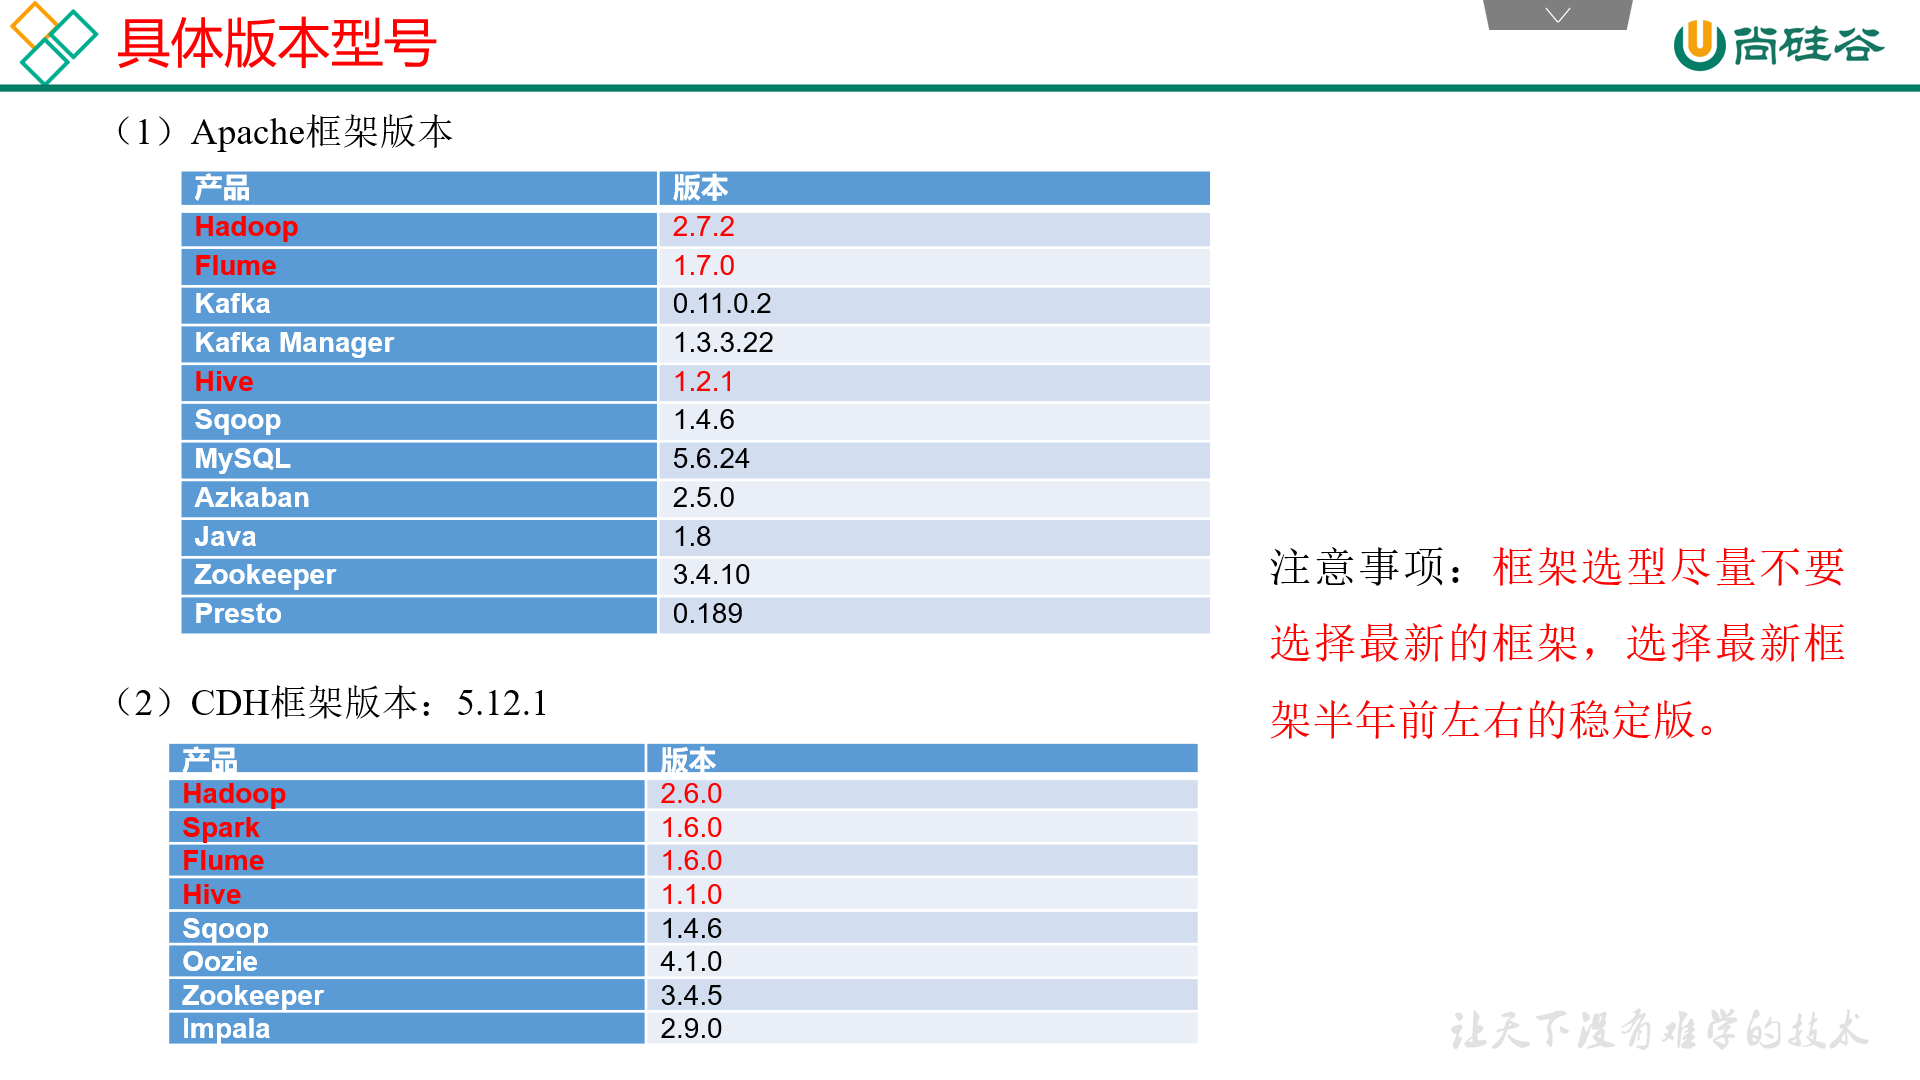 具体版本型号
尚硅谷
（1）Apache框架版本
产品 版本
Hadoop 2.7.2
Flume 1.7.0
Kafka 0.11.0.2
Kafka Manager 1.3.3.22
Hive 1.2.1
Sqoop 1.4.6
MySQL 5.6.24
Azkaban 2.5.0
Java 1.8
Zookeeper 3.4.10
Presto 0.189
注意事项：框架选型尽量不要
选择最新的框架，选择最新框
架半年前左右的稳定版。
（2）CDH框架版本：5.12.1
产品 版本
Hadoop 2.6.0
Spark 1.6.0
Flume 1.6.0
Hive 1.1.0
Sqoop 1.4.6
Oozie 4.1.0
Zookeeper 3.4.5
Impala 2.9.0
让天下没有难学的技术